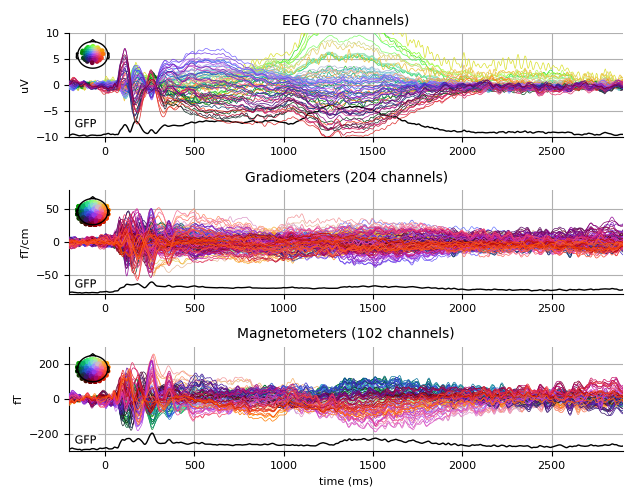 EEG (70 channels)
10
5
0
−5
−10
uV
GFP
0 500 1000 1500 2000 2500
Gradiometers (204 channels)
50
0
−50
fT/cm
GFP
0 500 1000 1500 2000 2500
Magnetometers (102 channels)
200
0
−200
fT
GFP
0 500 1000 1500 2000 2500
time (ms)